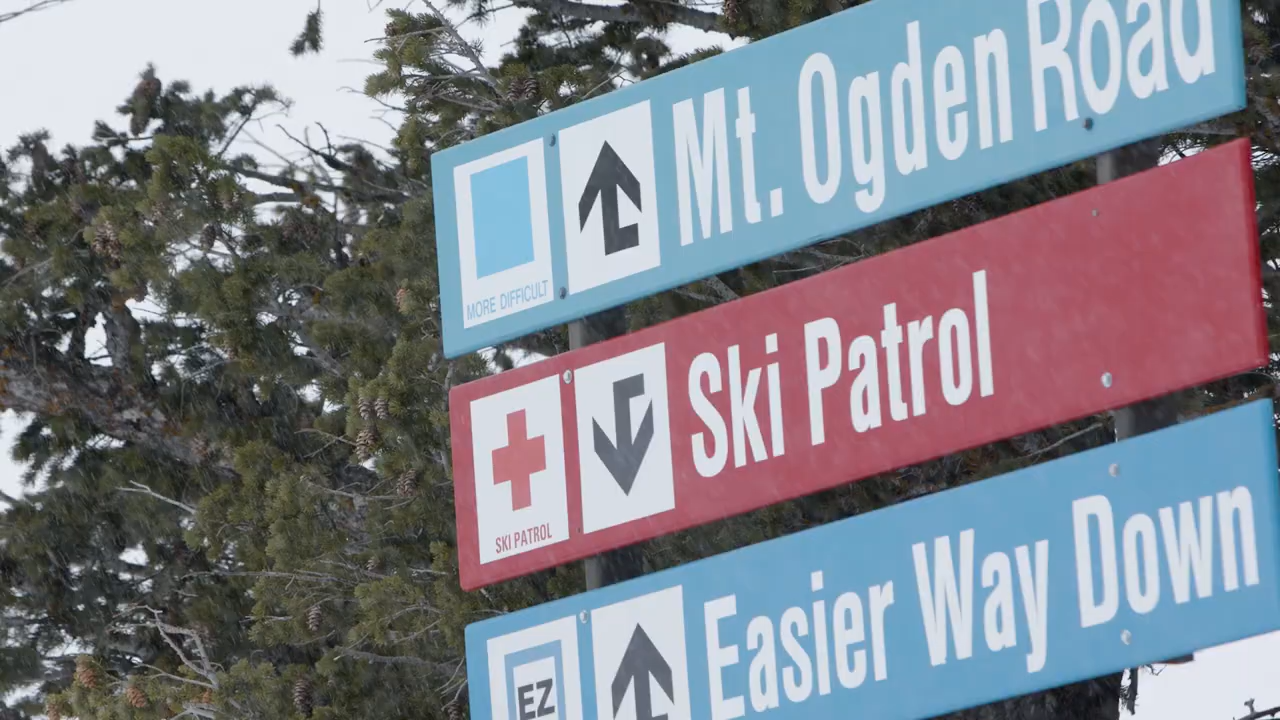 Mt. Ogden Road
MORE DIFFICULT
Ski Patrol
SKI PATROL
Easier Way Down
EZ